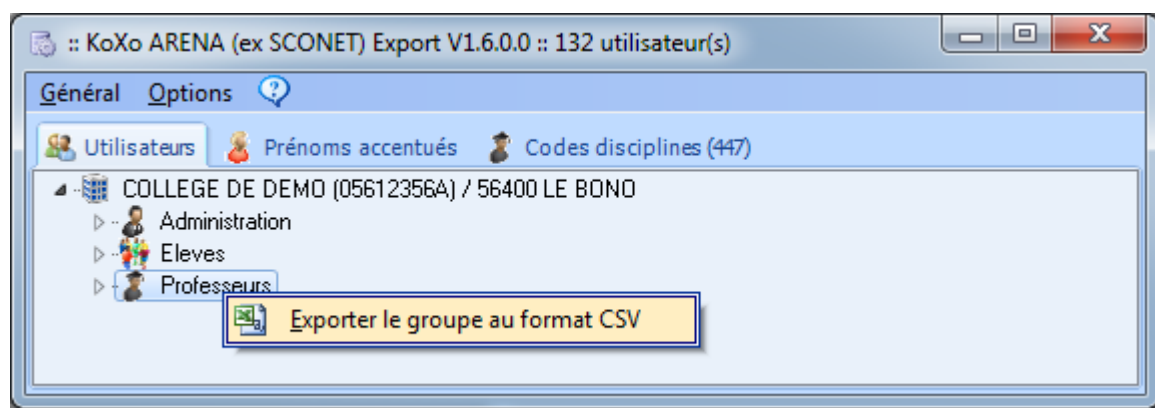 :: KoXo ARENA (ex SCONET) Export V1.6.0.0 :: 132 utilisateur(s)
Général Options
Utilisateurs Prénoms accentués Codes disciplines (447)
COLLEGE DE DEMO (05612356A) / 56400 LE BONO
Administration
Eleves
Professeurs
Exporter le groupe au format CSV